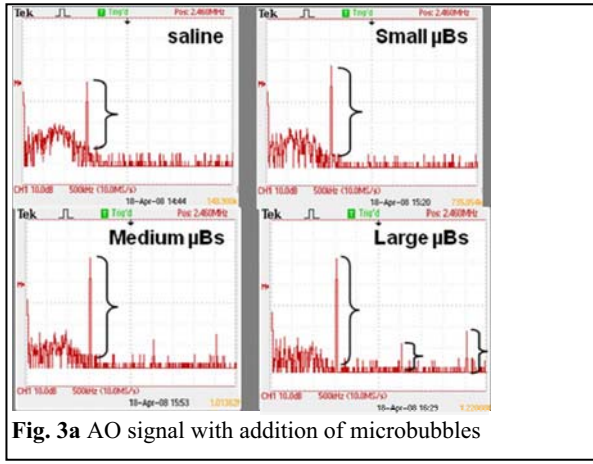 Tek Trig'd Pos: 2.460MHz
saline
CH1 10.0dB 500kHz (10.0MS/s)
18-Apr-08 14:44
Tek Trig'd Pos: 2.460MHz
Small µBs
CH1 10.0dB 500kHz (10.0MS/s)
18-Apr-08 15:20
Tek Trig'd Pos: 2.460MHz
Medium µBs
CH1 10.0dB 500kHz (10.0MS/s)
18-Apr-08 15:53
Tek Trig'd Pos: 2.460MHz
Large µBs
CH1 10.0dB 500kHz (10.0MS/s)
18-Apr-08 16:29
Fig. 3a AO signal with addition of microbubbles